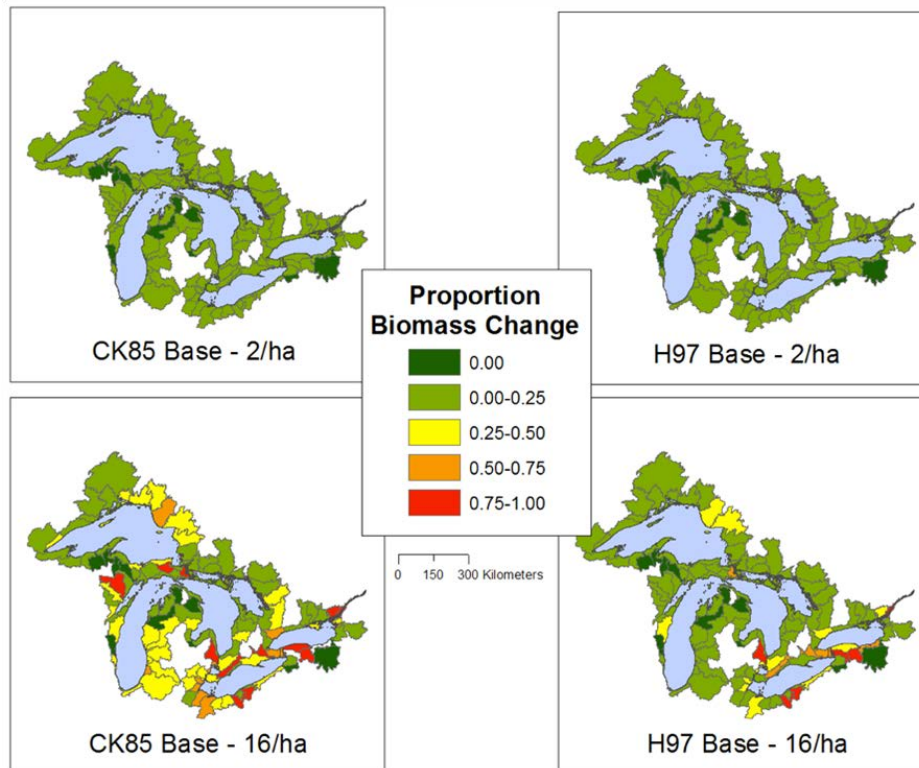 CK85 Base - 2/ha
H97 Base - 2/ha
Proportion
Biomass Change
0.00
0.00-0.25
0.25-0.50
0.50-0.75
0.75-1.00
0 150 300 Kilometers
CK85 Base - 16/ha
H97 Base - 16/ha